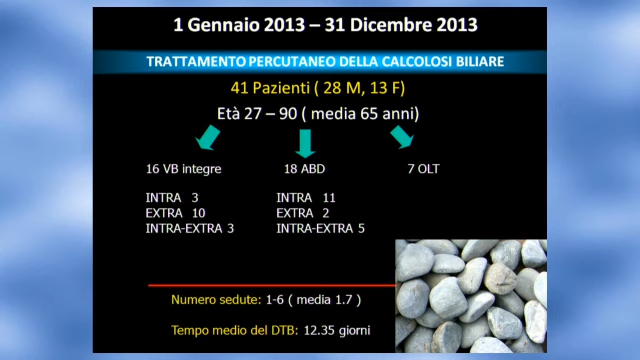 1 Gennaio 2013 – 31 Dicembre 2013
TRATTAMENTO PERCUTANEO DELLA CALCOLOSI BILIARE
41 Pazienti ( 28 M, 13 F)
Età 27 – 90 ( media 65 anni)
16 VB integre
INTRA 3
EXTRA 10
INTRA-EXTRA 3
18 ABD
INTRA 11
EXTRA 2
INTRA-EXTRA 5
7 OLT
Numero sedute: 1-6 ( media 1.7 )
Tempo medio del DTB: 12.35 giorni